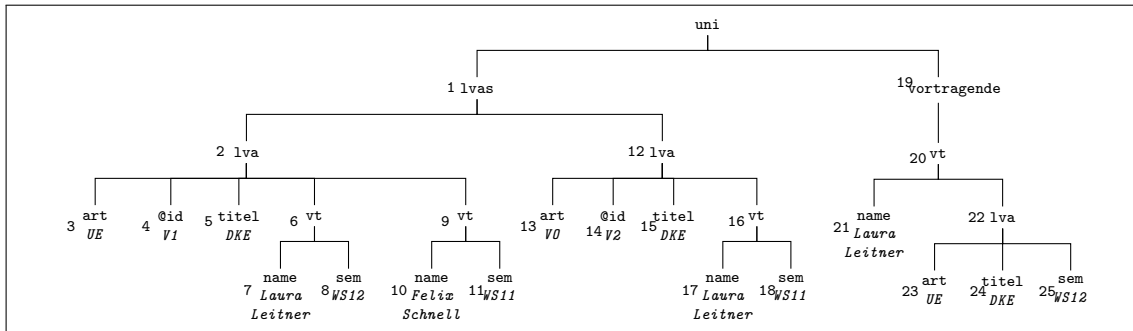 uni
1 lvas
19 vortragende
2 lva
12 lva
20 vt
3 art 4 @id 5 titel 6 vt 9 vt 13 art 14 @id 15 titel 16 vt 21 name 22 lva
UE V1 DKE VO V2 DKE Laura
Leitner
7 name 8 sem 10 name 11 sem 17 name 18 sem 23 art 24 titel 25 sem
Laura WS12 Felix WS11 Laura WS11 UE DKE WS12
Leitner Schnell Leitner